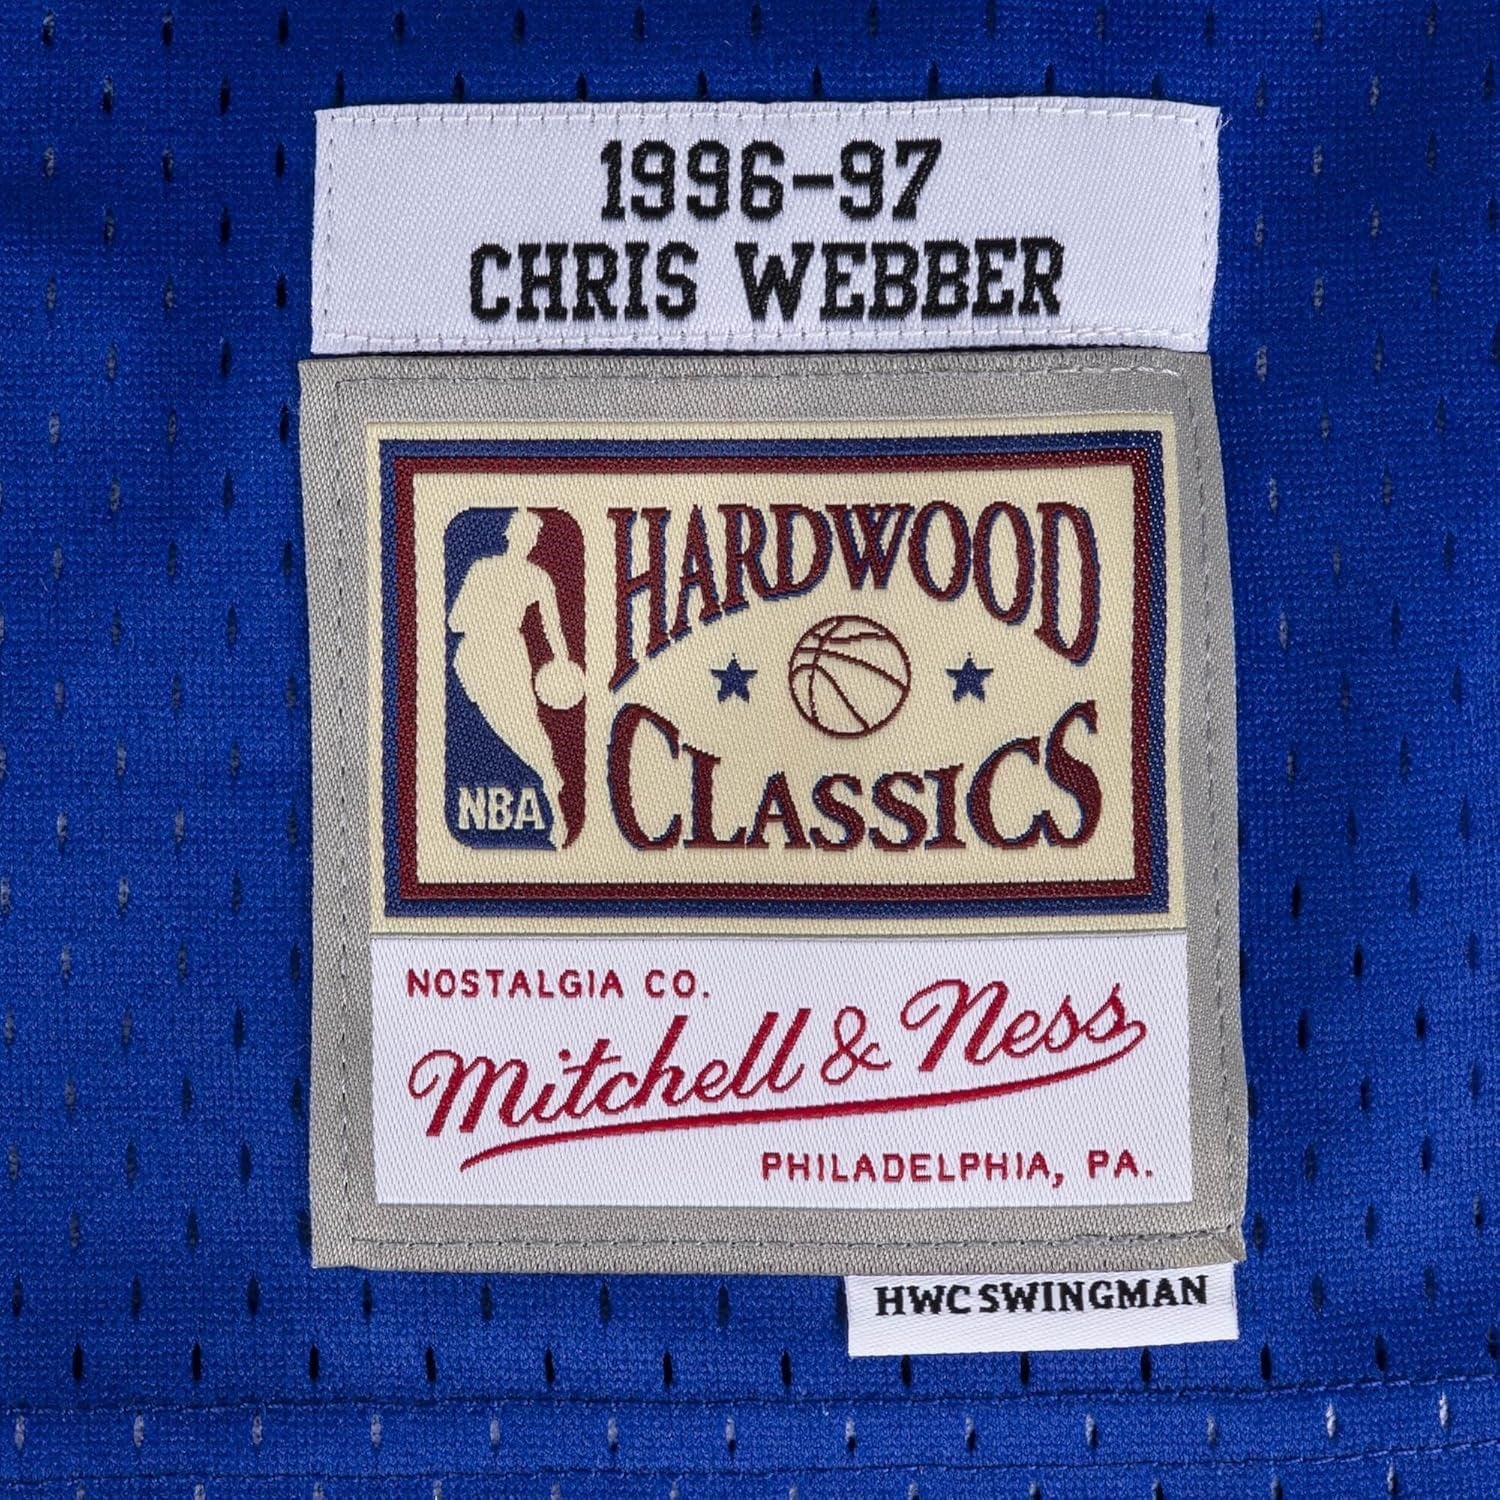 1996-97
CHRIS WEBBER
HARDWOOD
CLASSICS
NBA
NOSTALGIA CO.
Mitchell & Ness
PHILADELPHIA, PA.
HWC SWINGMAN